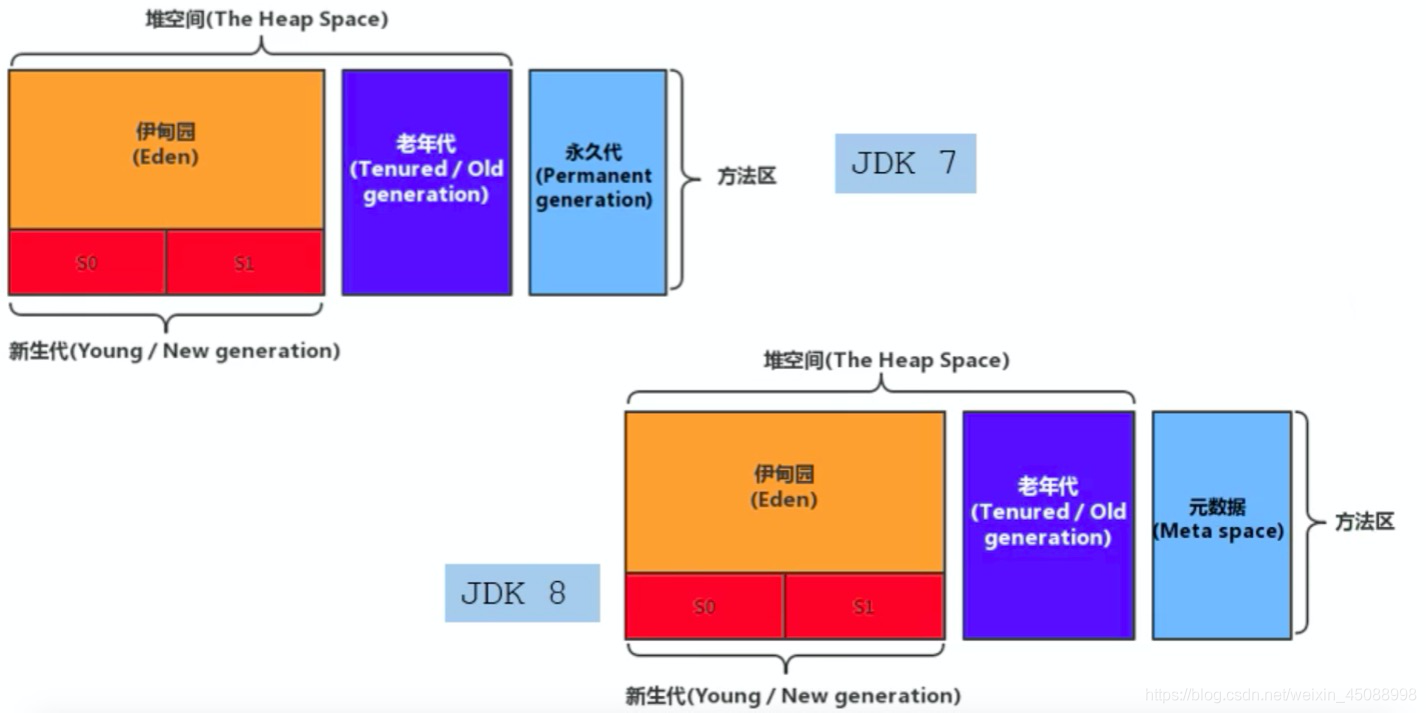 堆空间(The Heap Space)
伊甸园
(Eden)
S0
S1
老年代
(Tenured / Old
generation)
永久代
(Permanent
generation)
方法区
JDK 7
新生代(Young / New generation)
堆空间(The Heap Space)
伊甸园
(Eden)
S0
S1
老年代
(Tenured / Old
generation)
元数据
(Meta space)
方法区
JDK 8
新生代(Young / New generation)
https://blog.csdn.net/weixin_45088998